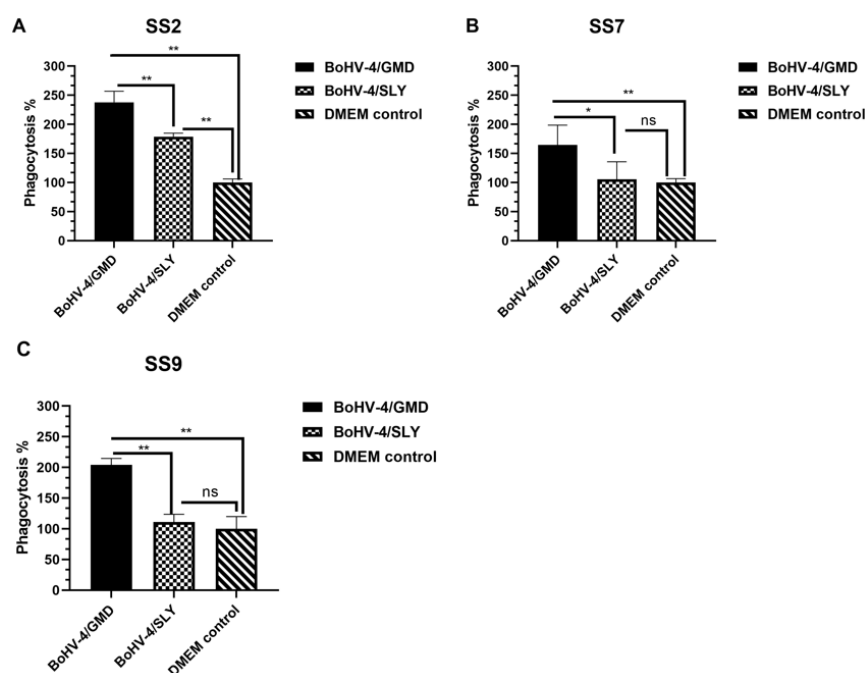 A
SS2
300
250
200
150
100
50
0
Phagocytosis %
**
**
**
BoHV-4/GMD
BoHV-4/SLY
DMEM control
BoHV-4/GMD
BoHV-4/SLY
DMEM control
B
SS7
300
250
200
150
100
50
0
Phagocytosis %
**
*
ns
BoHV-4/GMD
BoHV-4/SLY
DMEM control
BoHV-4/GMD
BoHV-4/SLY
DMEM control
C
SS9
300
250
200
150
100
50
0
Phagocytosis %
**
**
ns
BoHV-4/GMD
BoHV-4/SLY
DMEM control
BoHV-4/GMD
BoHV-4/SLY
DMEM control